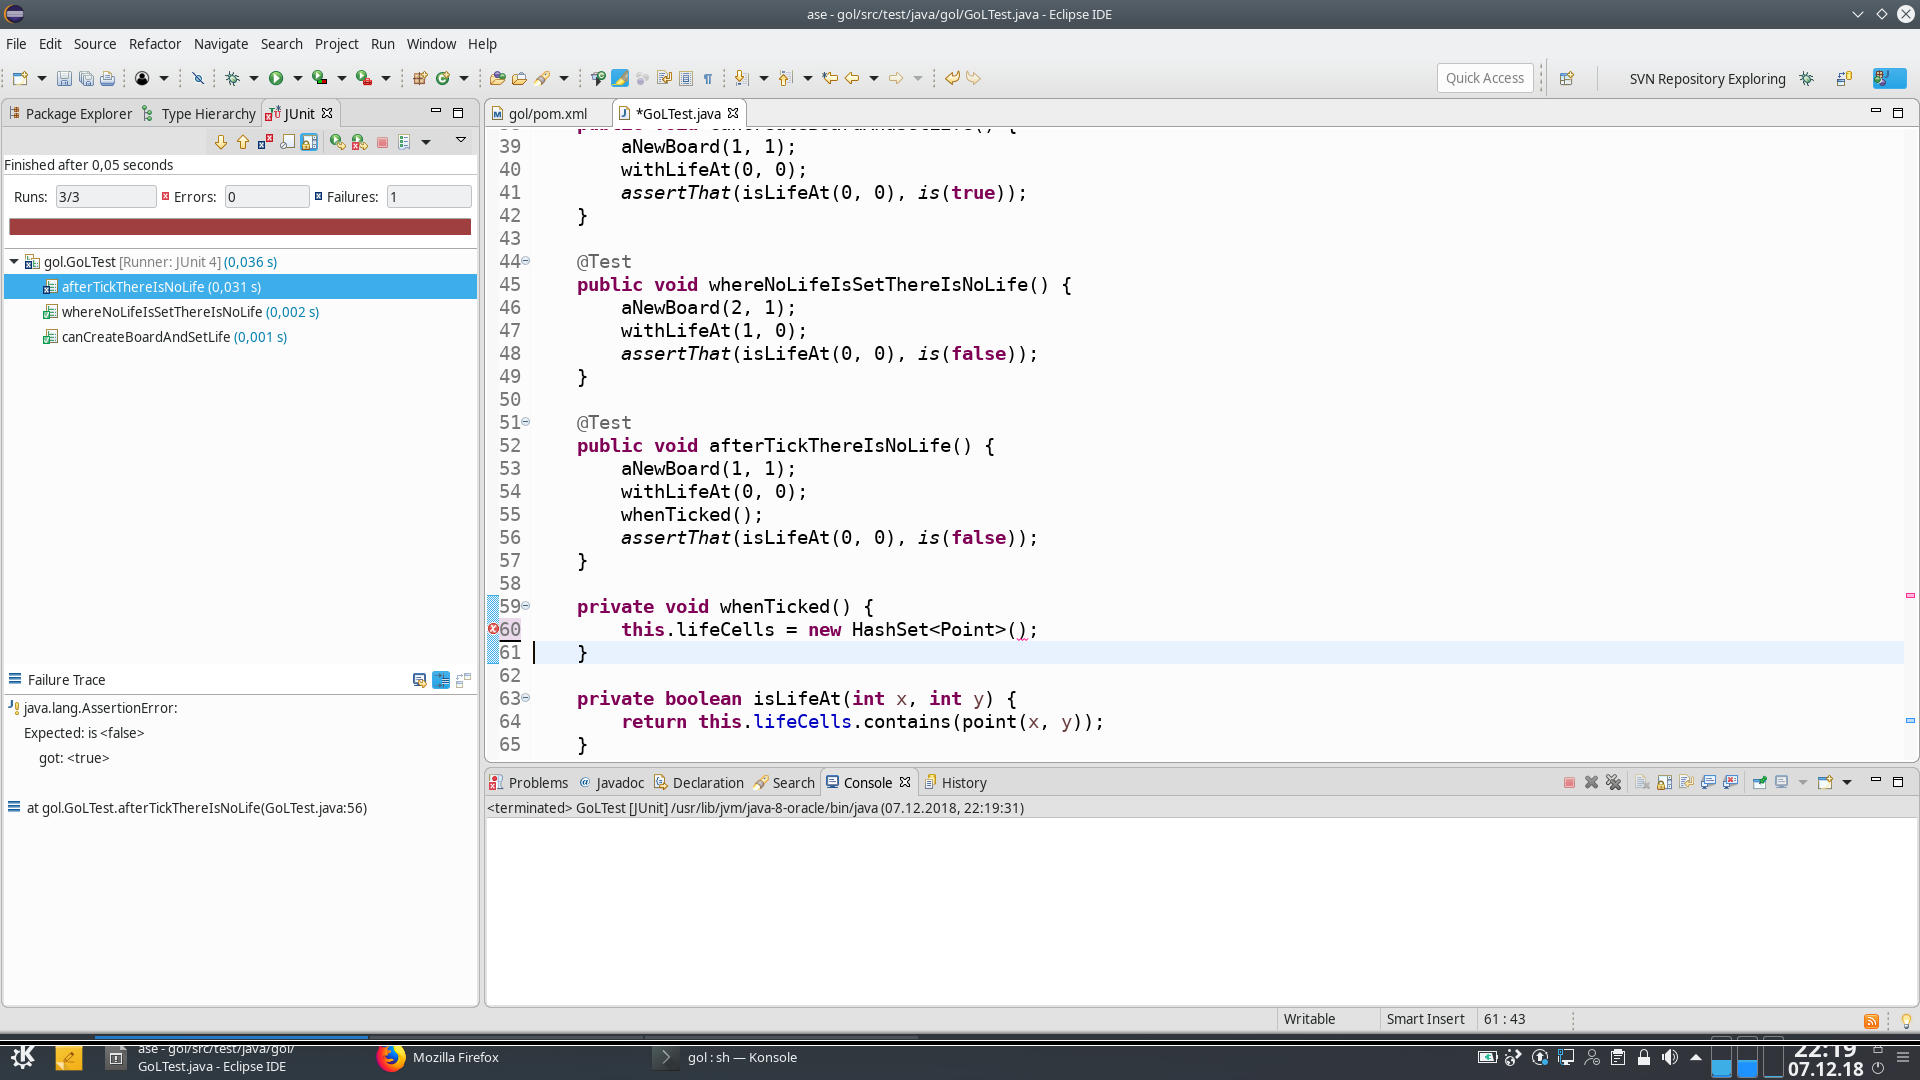 ase - gol/src/test/java/gol/GoLTest.java - Eclipse IDE
File Edit Source Refactor Navigate Search Project Run Window Help
Quick Access
SVN Repository Exploring
Package Explorer Type Hierarchy JUnit
Finished after 0,05 seconds
Runs: 3/3 Errors: 0 Failures: 1
gol.GoLTest [Runner: JUnit 4] (0,036 s)
afterTickThereIsNoLife (0,031 s)
whereNoLifeIsSetThereIsNoLife (0,002 s)
canCreateBoardAndSetLife (0,001 s)
Failure Trace
java.lang.AssertionError:
Expected: is <false>
got: <true>
at gol.GoLTest.afterTickThereIsNoLife(GoLTest.java:56)
gol/pom.xml *GoLTest.java
39 aNewBoard(1, 1);
40 withLifeAt(0, 0);
41 assertThat(isLifeAt(0, 0), is(true));
42 }
43
44 @Test
45 public void whereNoLifeIsSetThereIsNoLife() {
46 aNewBoard(2, 1);
47 withLifeAt(1, 0);
48 assertThat(isLifeAt(0, 0), is(false));
49 }
50
51 @Test
52 public void afterTickThereIsNoLife() {
53 aNewBoard(1, 1);
54 withLifeAt(0, 0);
55 whenTicked();
56 assertThat(isLifeAt(0, 0), is(false));
57 }
58
59 private void whenTicked() {
60 this.lifeCells = new HashSet<Point>();
61 }
62
63 private boolean isLifeAt(int x, int y) {
64 return this.lifeCells.contains(point(x, y));
65 }
Problems Javadoc Declaration Search Console History
<terminated> GoLTest [JUnit] /usr/lib/jvm/java-8-oracle/bin/java (07.12.2018, 22:19:31)
Writable Smart Insert 61 : 43
ase - gol/src/test/java/gol/
GoLTest.java - Eclipse IDE
Mozilla Firefox
gol : sh — Konsole
22:19
07.12.18